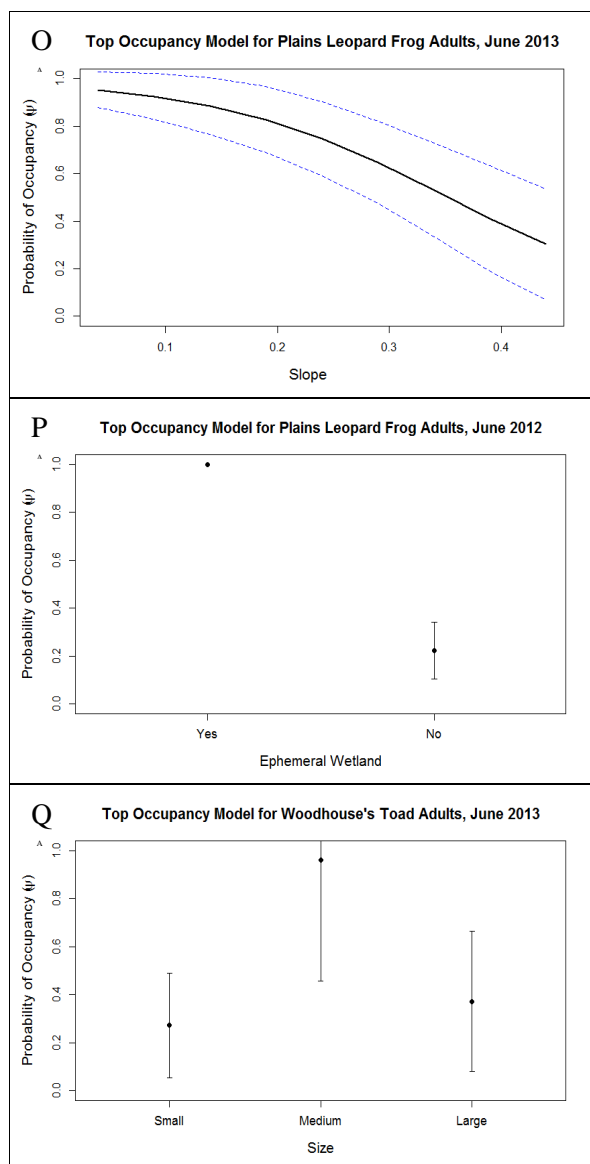 O
Top Occupancy Model for Plains Leopard Frog Adults, June 2013
A
Probability of Occupancy (ψ)
1.0
0.8
0.6
0.4
0.2
0.0
0.1 0.2 0.3 0.4
Slope
P
Top Occupancy Model for Plains Leopard Frog Adults, June 2012
A
Probability of Occupancy (ψ)
1.0
0.8
0.6
0.4
0.2
0.0
Yes No
Ephemeral Wetland
Q
Top Occupancy Model for Woodhouse's Toad Adults, June 2013
A
Probability of Occupancy (ψ)
1.0
0.8
0.6
0.4
0.2
0.0
Small Medium Large
Size